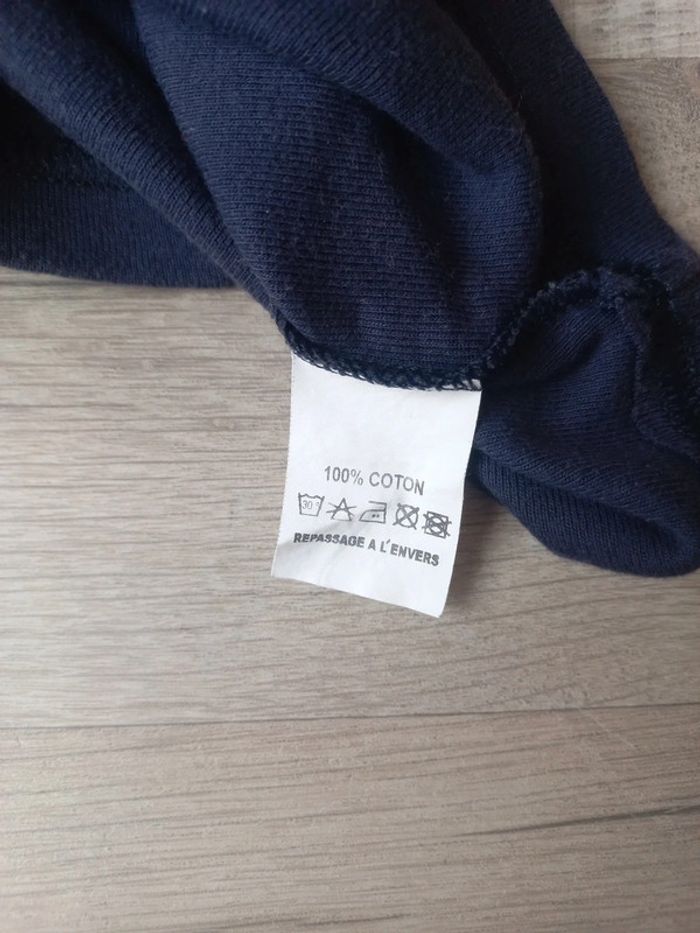 100% COTON
30°
REPASSAGE A L'ENVERS